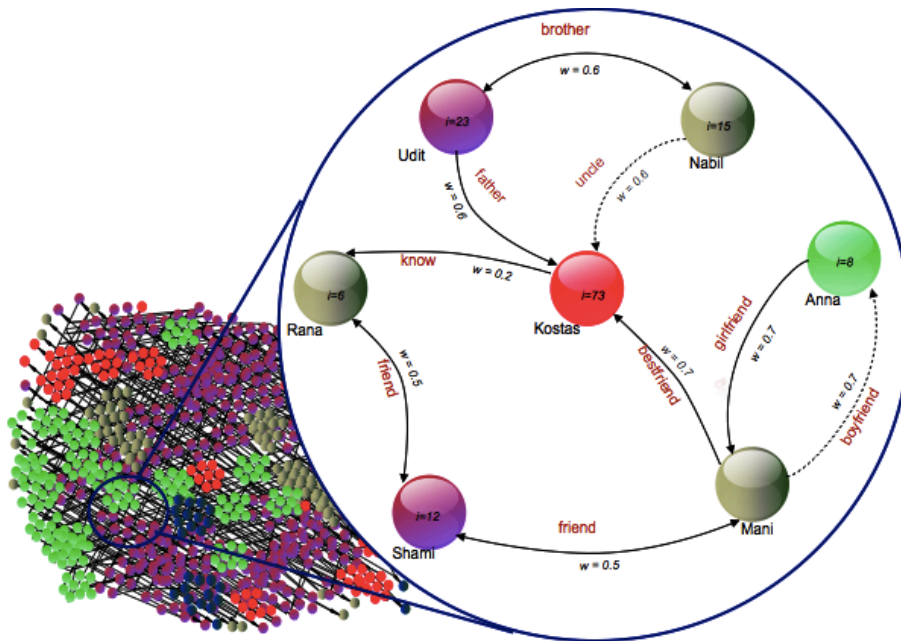 brother
w = 0.6
i=23
i=15
Udit
Nabil
father
w = 0.6
uncle
w = 0.6
know
w = 0.2
i=6
i=73
i=8
Rana
Kostas
Anna
girlfriend
w = 0.7
w = 0.7
bestfriend
w = 0.7
boyfriend
friend
w = 0.5
i=12
Shami
Mani
friend
w = 0.5